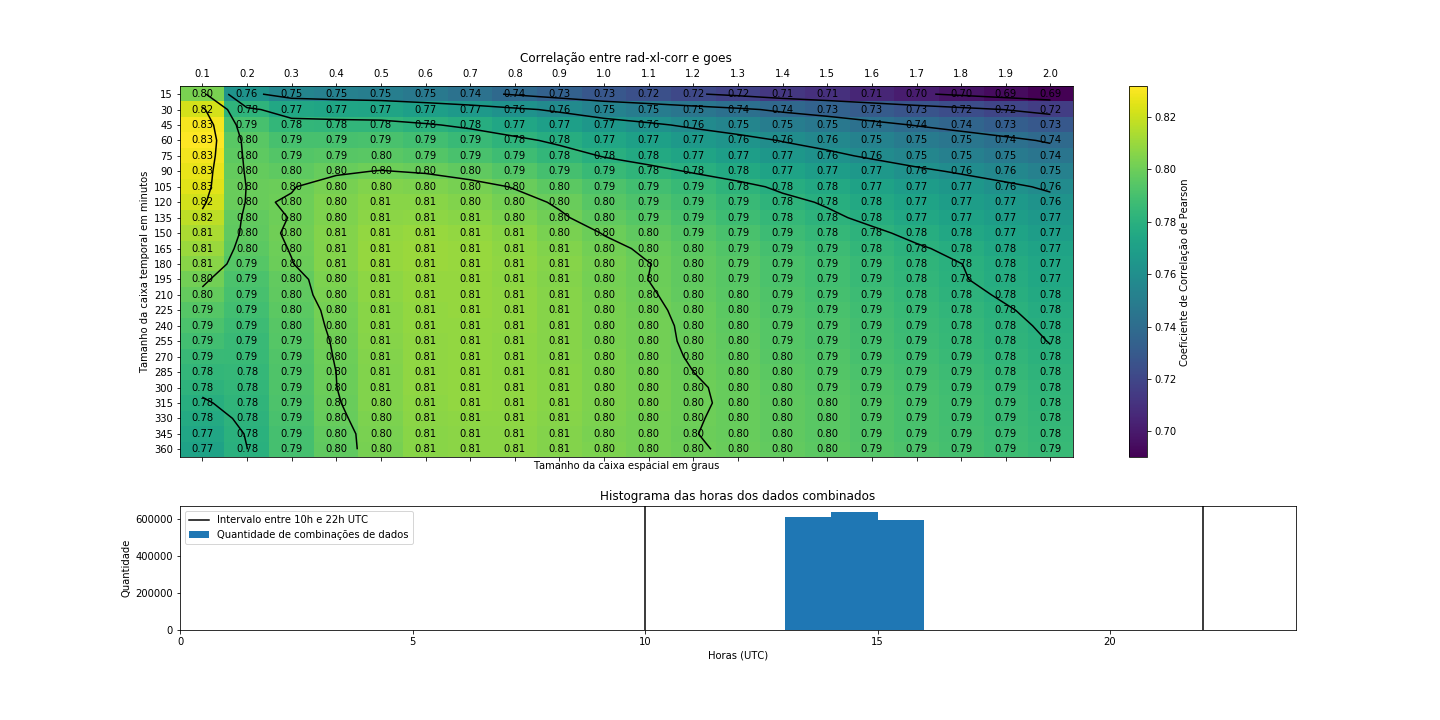 Correlação entre rad-xl-corr e goes
0.1 0.2 0.3 0.4 0.5 0.6 0.7 0.8 0.9 1.0 1.1 1.2 1.3 1.4 1.5 1.6 1.7 1.8 1.9 2.0
15 0.80 0.76 0.75 0.75 0.75 0.75 0.74 0.74 0.73 0.73 0.72 0.72 0.72 0.71 0.71 0.71 0.70 0.70 0.69 0.69
30 0.82 0.78 0.77 0.77 0.77 0.77 0.77 0.76 0.76 0.75 0.75 0.75 0.74 0.74 0.73 0.73 0.73 0.72 0.72 0.72
45 0.83 0.79 0.78 0.78 0.78 0.78 0.78 0.77 0.77 0.77 0.76 0.76 0.75 0.75 0.75 0.74 0.74 0.74 0.73 0.73
60 0.83 0.80 0.79 0.79 0.79 0.79 0.79 0.78 0.78 0.77 0.77 0.77 0.76 0.76 0.76 0.75 0.75 0.75 0.74 0.74
75 0.83 0.80 0.79 0.79 0.80 0.79 0.79 0.79 0.78 0.78 0.78 0.77 0.77 0.77 0.76 0.76 0.75 0.75 0.75 0.74
90 0.83 0.80 0.80 0.80 0.80 0.80 0.80 0.79 0.79 0.79 0.78 0.78 0.78 0.77 0.77 0.77 0.76 0.76 0.75 0.75
105 0.83 0.80 0.80 0.80 0.80 0.80 0.80 0.80 0.80 0.79 0.79 0.79 0.78 0.78 0.77 0.77 0.77 0.76 0.76 0.76
120 0.82 0.80 0.80 0.81 0.81 0.80 0.80 0.80 0.80 0.80 0.79 0.79 0.79 0.78 0.78 0.78 0.77 0.77 0.77 0.76
135 0.82 0.80 0.80 0.81 0.81 0.81 0.81 0.80 0.80 0.80 0.79 0.79 0.79 0.78 0.78 0.78 0.77 0.77 0.77 0.77
150 0.81 0.80 0.80 0.81 0.81 0.81 0.81 0.81 0.80 0.80 0.80 0.79 0.79 0.79 0.78 0.78 0.78 0.77 0.77 0.77
165 0.81 0.80 0.80 0.81 0.81 0.81 0.81 0.81 0.81 0.80 0.80 0.80 0.79 0.79 0.79 0.78 0.78 0.78 0.78 0.77
180 0.81 0.79 0.80 0.80 0.81 0.81 0.81 0.81 0.81 0.80 0.80 0.80 0.79 0.79 0.79 0.78 0.78 0.78 0.78 0.77
195 0.80 0.79 0.80 0.80 0.81 0.81 0.81 0.81 0.81 0.80 0.80 0.80 0.79 0.79 0.79 0.79 0.78 0.78 0.78 0.78
210 0.80 0.79 0.80 0.80 0.81 0.81 0.81 0.81 0.81 0.80 0.80 0.80 0.79 0.79 0.79 0.79 0.78 0.78 0.78 0.78
225 0.79 0.79 0.80 0.80 0.81 0.81 0.81 0.81 0.81 0.80 0.80 0.80 0.80 0.79 0.79 0.79 0.79 0.78 0.78 0.78
240 0.79 0.79 0.80 0.80 0.81 0.81 0.81 0.81 0.81 0.80 0.80 0.80 0.80 0.79 0.79 0.79 0.79 0.78 0.78 0.78
255 0.79 0.79 0.79 0.80 0.81 0.81 0.81 0.81 0.81 0.80 0.80 0.80 0.80 0.80 0.79 0.79 0.79 0.79 0.78 0.78
270 0.79 0.79 0.79 0.80 0.80 0.81 0.81 0.81 0.81 0.80 0.80 0.80 0.80 0.80 0.79 0.79 0.79 0.79 0.78 0.78
285 0.78 0.78 0.79 0.80 0.80 0.81 0.81 0.81 0.81 0.80 0.80 0.80 0.80 0.80 0.79 0.79 0.79 0.79 0.79 0.78
300 0.78 0.78 0.79 0.80 0.80 0.81 0.81 0.81 0.81 0.80 0.80 0.80 0.80 0.80 0.79 0.79 0.79 0.79 0.79 0.78
315 0.78 0.78 0.79 0.80 0.80 0.81 0.81 0.81 0.81 0.80 0.80 0.80 0.80 0.80 0.80 0.79 0.79 0.79 0.79 0.78
330 0.78 0.78 0.79 0.80 0.80 0.81 0.81 0.81 0.81 0.80 0.80 0.80 0.80 0.80 0.80 0.79 0.79 0.79 0.79 0.78
345 0.77 0.78 0.79 0.80 0.80 0.81 0.81 0.81 0.81 0.80 0.80 0.80 0.80 0.80 0.80 0.79 0.79 0.79 0.79 0.78
360 0.77 0.78 0.79 0.80 0.80 0.81 0.81 0.81 0.81 0.80 0.80 0.80 0.80 0.80 0.80 0.80 0.79 0.79 0.79 0.79
Tamanho da caixa temporal em minutos
Tamanho da caixa espacial em graus
0.82
0.80
0.78
0.76
0.74
0.72
0.70
Coeficiente de Correlação de Pearson
Histograma das horas dos dados combinados
Intervalo entre 10h e 22h UTC
Quantidade de combinações de dados
600000
400000
200000
0
Quantidade
0 5 10 15 20
Horas (UTC)